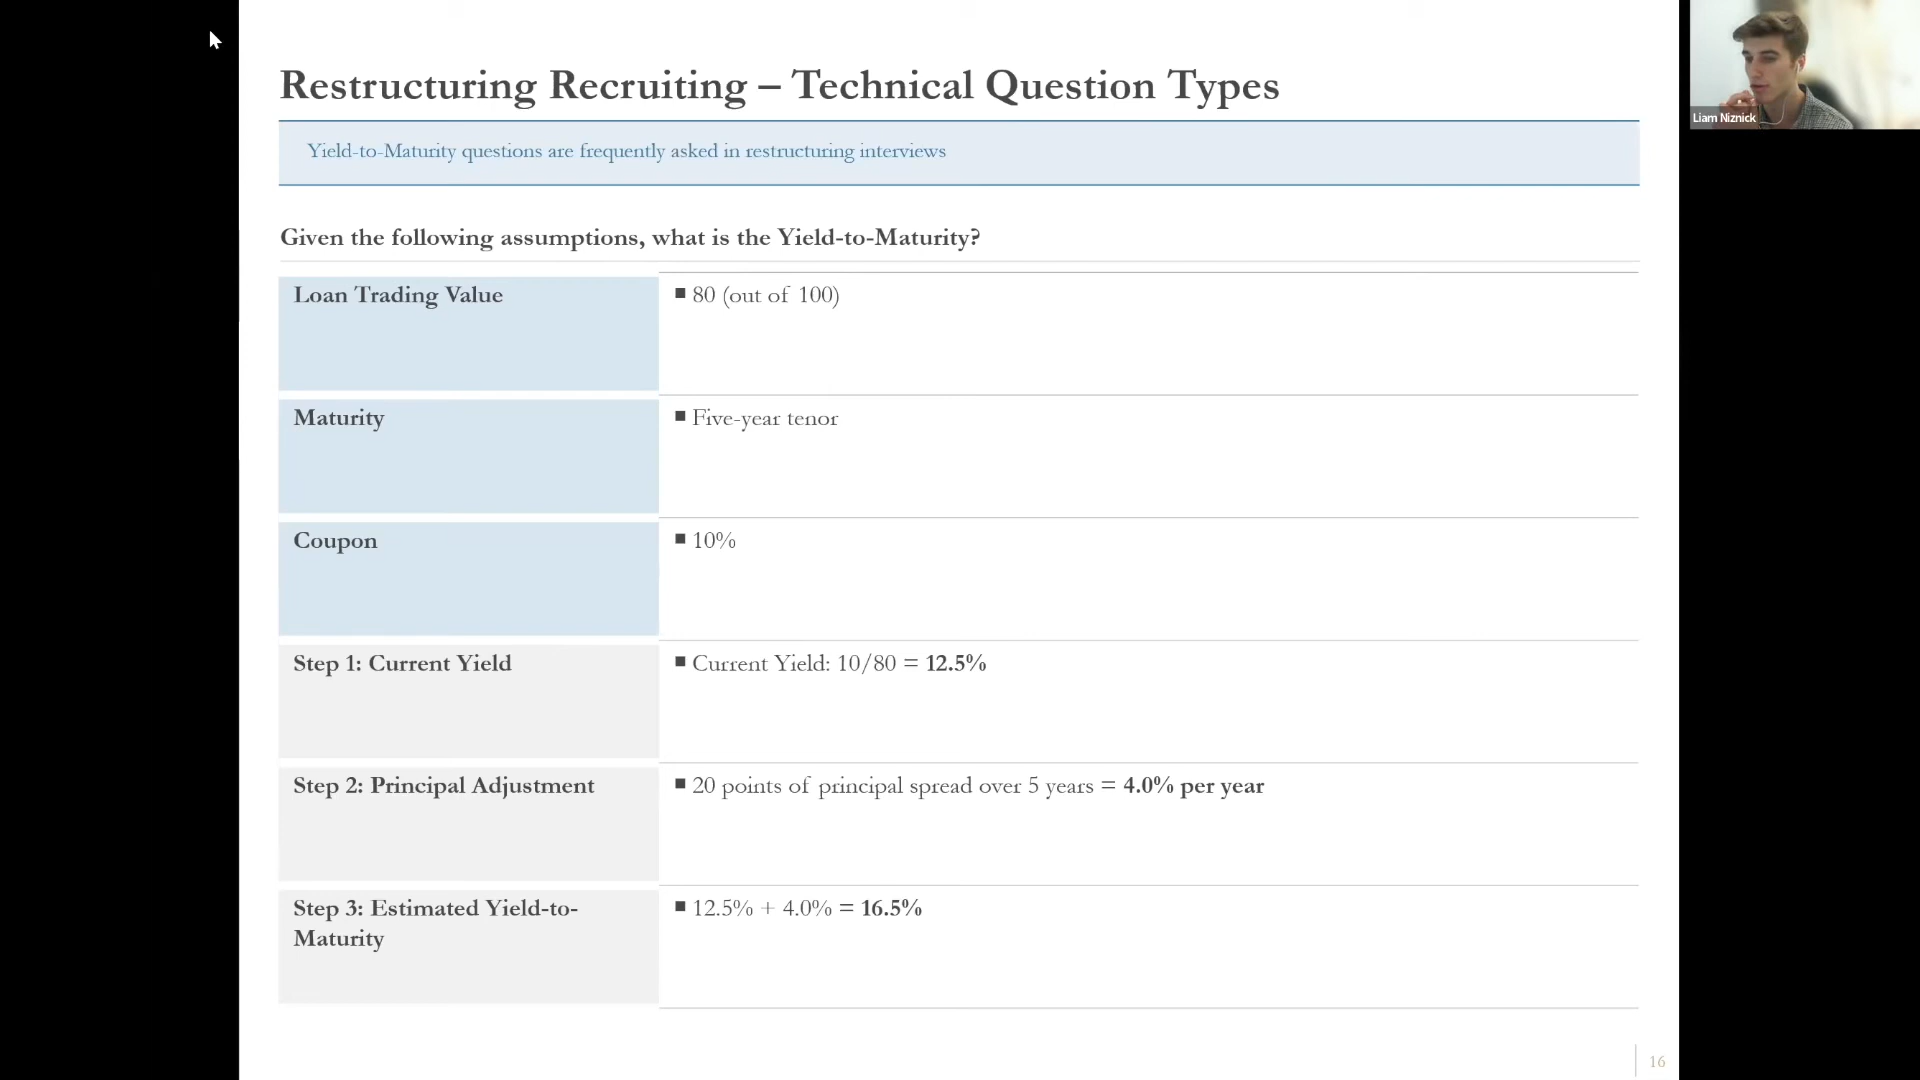 Restructuring Recruiting – Technical Question Types
Liam Niznick
Yield-to-Maturity questions are frequently asked in restructuring interviews
Given the following assumptions, what is the Yield-to-Maturity?
Loan Trading Value
▪ 80 (out of 100)
Maturity
▪ Five-year tenor
Coupon
▪ 10%
Step 1: Current Yield
▪ Current Yield: 10/80 = 12.5%
Step 2: Principal Adjustment
▪ 20 points of principal spread over 5 years = 4.0% per year
Step 3: Estimated Yield-to-
Maturity
▪ 12.5% + 4.0% = 16.5%
16